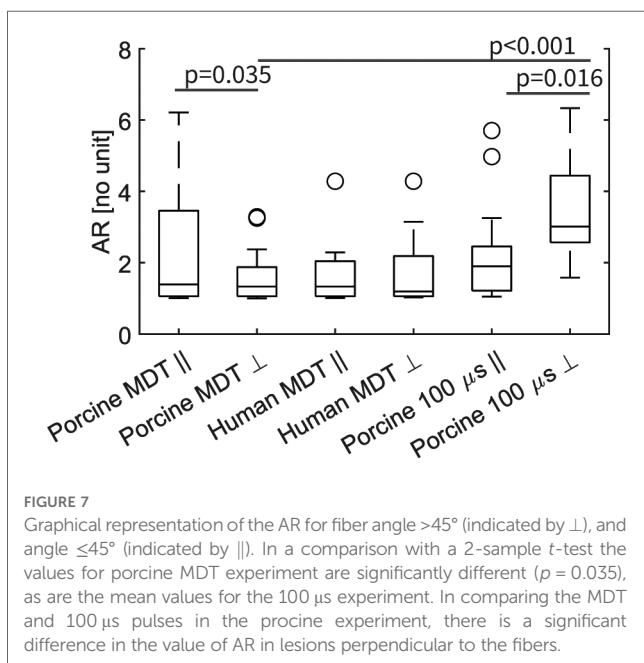 8
6
4
2
0
AR [no unit]
p<0.001
p=0.035
p=0.016
Porcine MDT ||
Porcine MDT ⊥
Human MDT ||
Human MDT ⊥
Porcine 100 μs ||
Porcine 100 μs ⊥
FIGURE 7
Graphical representation of the AR for fiber angle >45° (indicated by ⊥), and
angle ≤45° (indicated by ||). In a comparison with a 2-sample t-test the
values for porcine MDT experiment are significantly different (p = 0.035),
as are the mean values for the 100 μs experiment. In comparing the MDT
and 100 μs pulses in the procine experiment, there is a significant
difference in the value of AR in lesions perpendicular to the fibers.